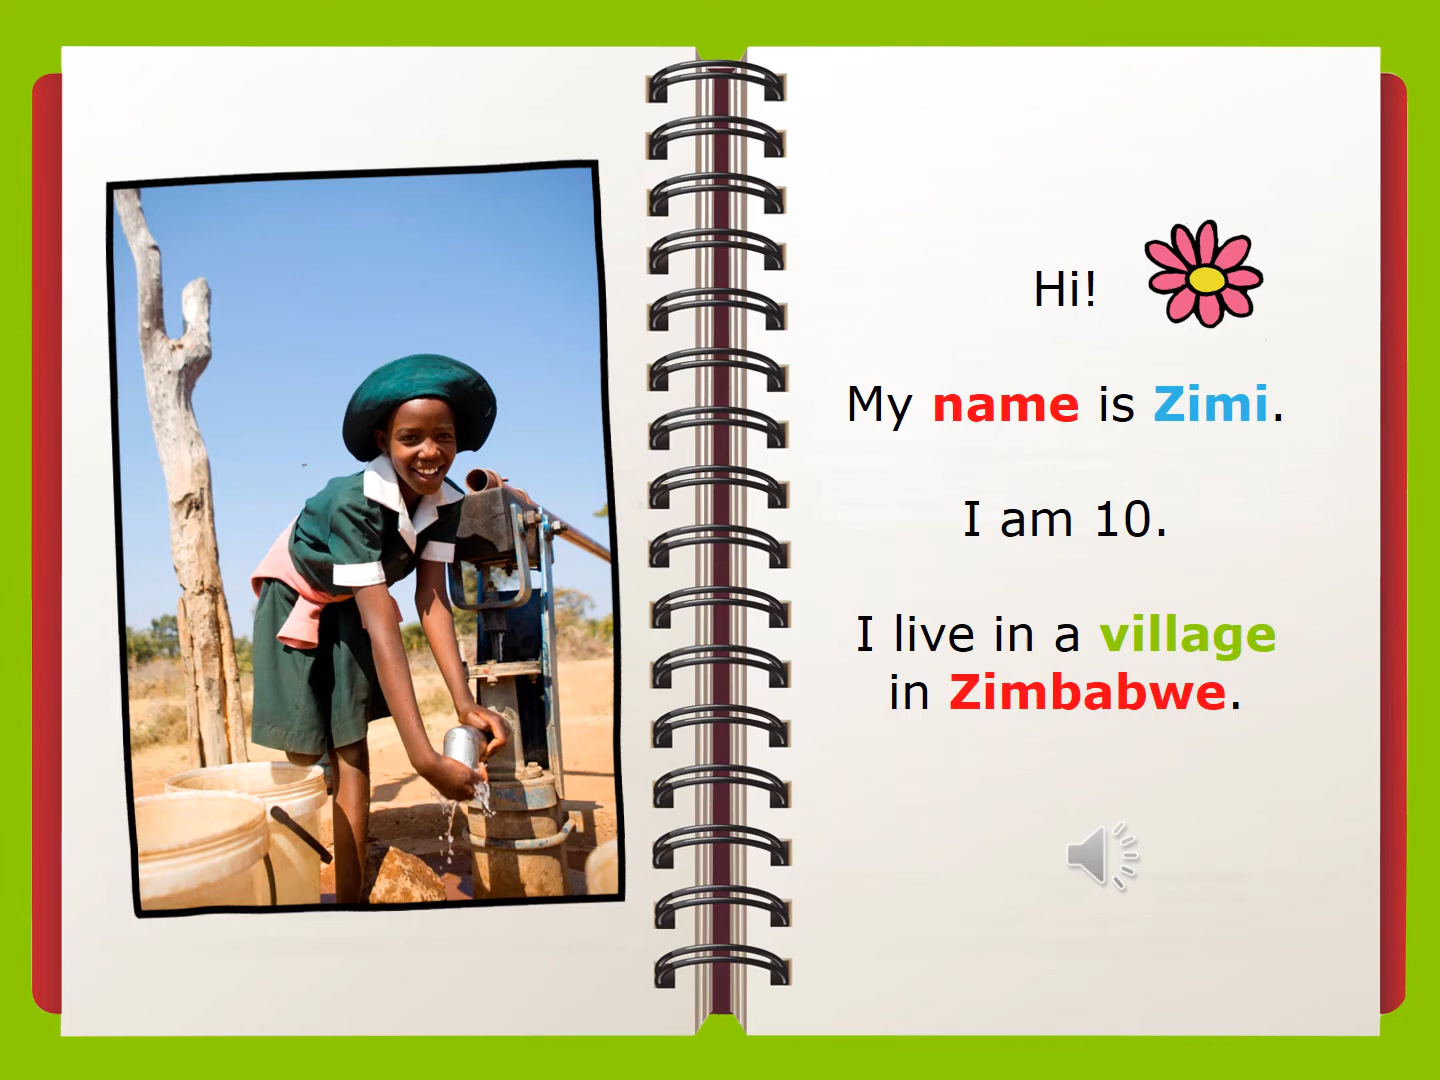 Hi!
My name is Zimi.
I am 10.
I live in a village
in Zimbabwe.